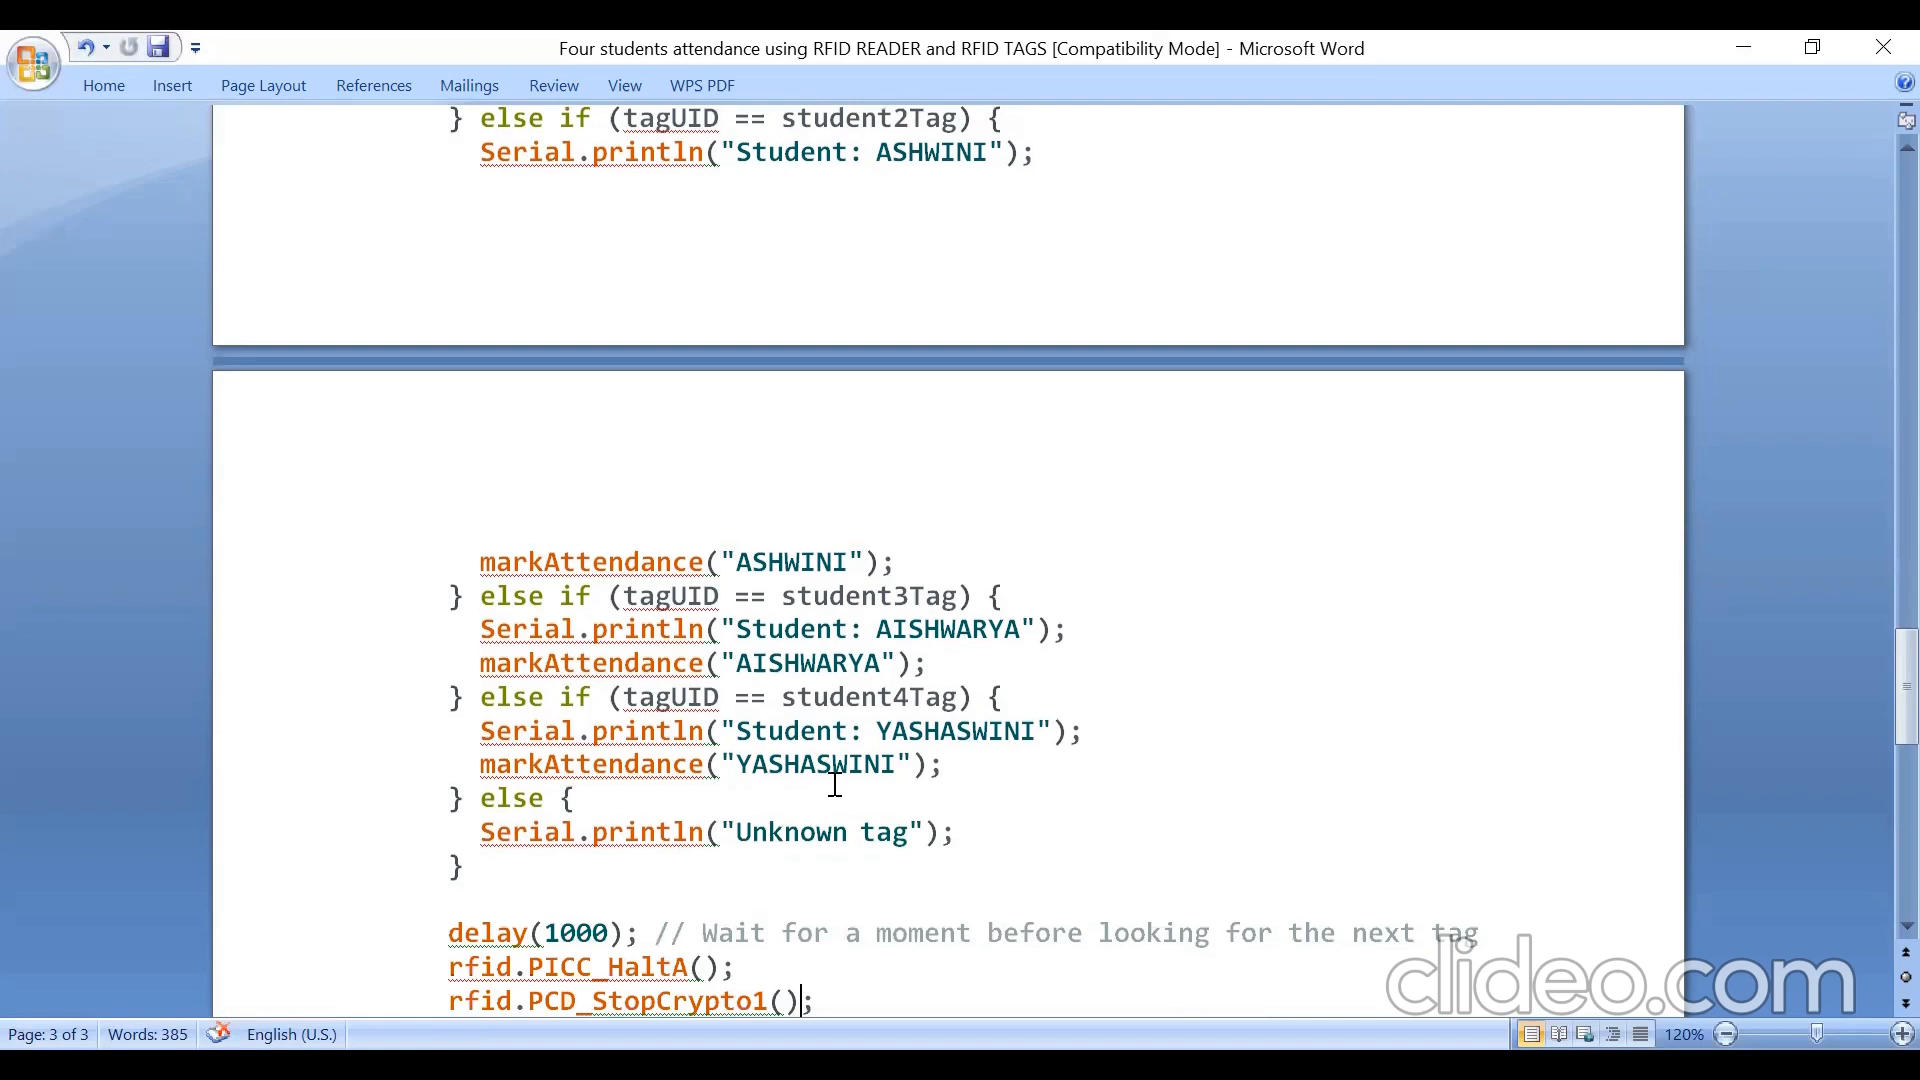 Four students attendance using RFID READER and RFID TAGS [Compatibility Mode] - Microsoft Word
Home Insert Page Layout References Mailings Review View WPS PDF
} else if (tagUID == student2Tag) {
Serial.println("Student: ASHWINI");
markAttendance("ASHWINI");
} else if (tagUID == student3Tag) {
Serial.println("Student: AISHWARYA");
markAttendance("AISHWARYA");
} else if (tagUID == student4Tag) {
Serial.println("Student: YASHASWINI");
markAttendance("YASHASWINI");
} else {
Serial.println("Unknown tag");
}
delay(1000); // Wait for a moment before looking for the next tag
rfid.PICC_HaltA();
rfid.PCD_StopCrypto1();
clideo.com
Page: 3 of 3 Words: 385 English (U.S.) 120%